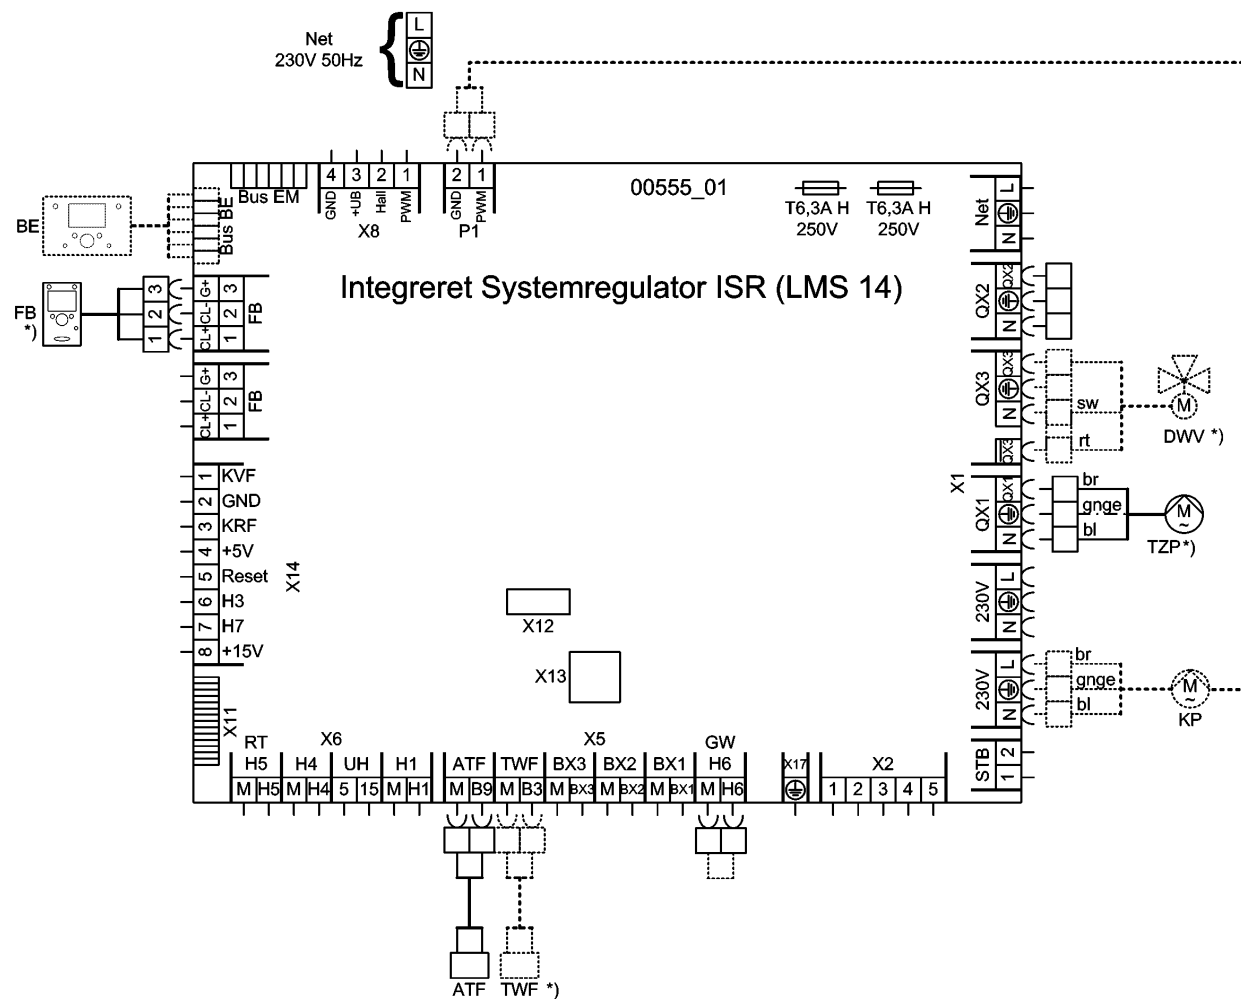 Net
230V 50Hz
L
N
4 3 2 1
GND +UB Hall PWM
X8
2 1
GND PWM
P1
00555_01
T6,3A H
250V
T6,3A H
250V
Bus EM
BE
Bus BE
FB
*)
3
2
1
G+ 3
CL- 2
CL+ 1
FB
G+ 3
CL- 2
CL+ 1
FB
Integreret Systemregulator ISR (LMS 14)
Net
L
N
QX2
QX2
N
QX3
QX3
N
QX3
sw
rt
M
DWV *)
X1
QX1
QX1
N
br
gnge
bl
M
~
TZP*)
230V
L
N
230V
L
N
br
gnge
bl
M
~
KP
STB
2
1
1 KVF
2 GND
3 KRF
4 +5V
5 Reset
6 H3
7 H7
8 +15V
X14
X11
X12
X13
X6
X5
RT
H5 H4 UH H1
M H5 M H4 5 15 M H1
GW
ATF TWF BX3 BX2 BX1 H6
M B9 M B3 M BX3 M BX2 M BX1 M H6
X17
X2
1 2 3 4 5
ATF
TWF *)